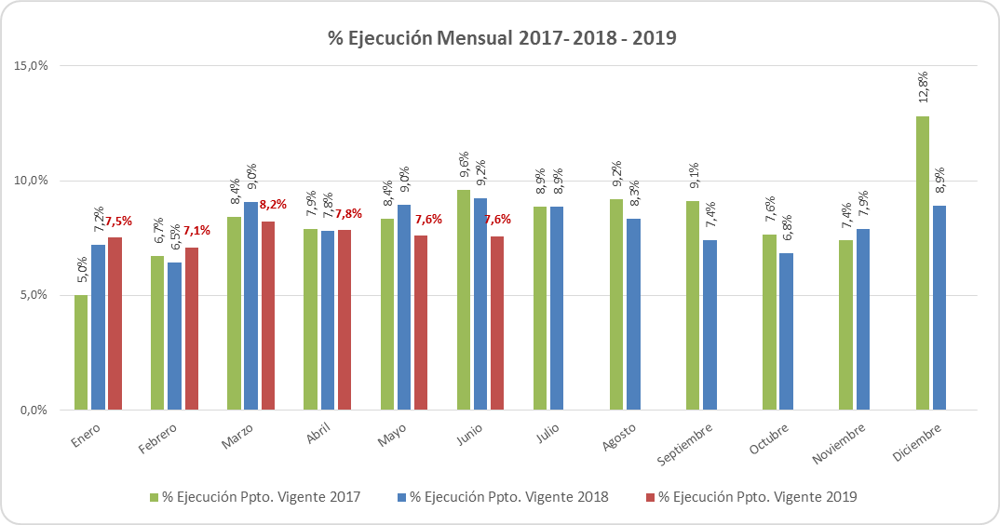 % Ejecución Mensual 2017- 2018 - 2019
15,0%
10,0%
5,0%
0,0%
5,0% 7,2% 7,5%
6,7% 6,5% 7,1%
8,4% 9,0% 8,2%
7,9% 7,8% 7,8%
8,4% 9,0% 7,6%
9,6% 9,2% 7,6%
8,9% 8,9%
9,2% 8,3%
9,1% 7,4%
7,6% 6,8%
7,4% 7,9%
12,8% 8,9%
Enero Febrero Marzo Abril Mayo Junio Julio Agosto Septiembre Octubre Noviembre Diciembre
% Ejecución Ppto. Vigente 2017 % Ejecución Ppto. Vigente 2018 % Ejecución Ppto. Vigente 2019